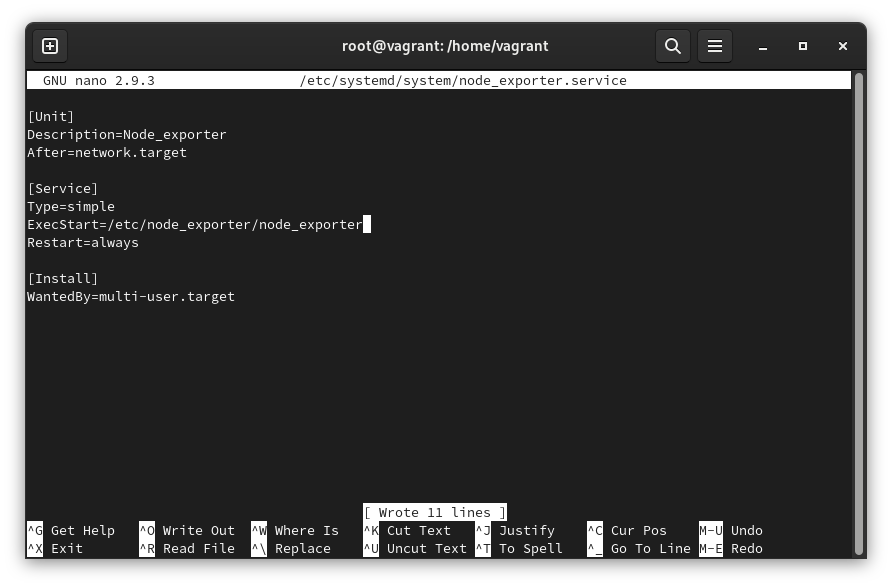 root@vagrant: /home/vagrant
GNU nano 2.9.3 /etc/systemd/system/node_exporter.service
[Unit]
Description=Node_exporter
After=network.target
[Service]
Type=simple
ExecStart=/etc/node_exporter/node_exporter
Restart=always
[Install]
WantedBy=multi-user.target
[ Wrote 11 lines ]
^G Get Help ^O Write Out ^W Where Is ^K Cut Text ^J Justify ^C Cur Pos M-U Undo
^X Exit ^R Read File ^\ Replace ^U Uncut Text ^T To Spell ^_ Go To Line M-E Redo